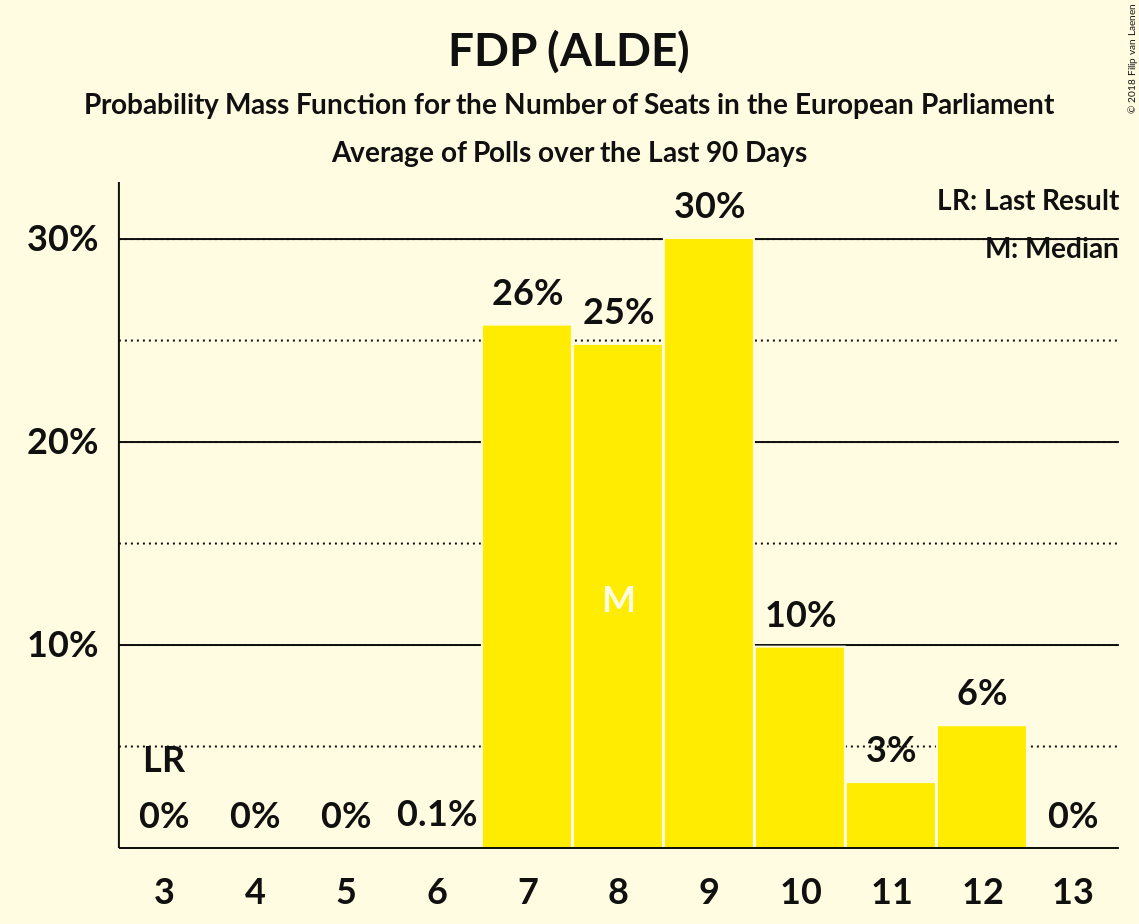 FDP (ALDE)
Probability Mass Function for the Number of Seats in the European Parliament
Average of Polls over the Last 90 Days
© 2018 Filip van Laenen
LR: Last Result
M: Median
30%
20%
10%
LR
0%
0%
0%
0.1%
26%
25%
30%
10%
3%
6%
0%
M
3 4 5 6 7 8 9 10 11 12 13